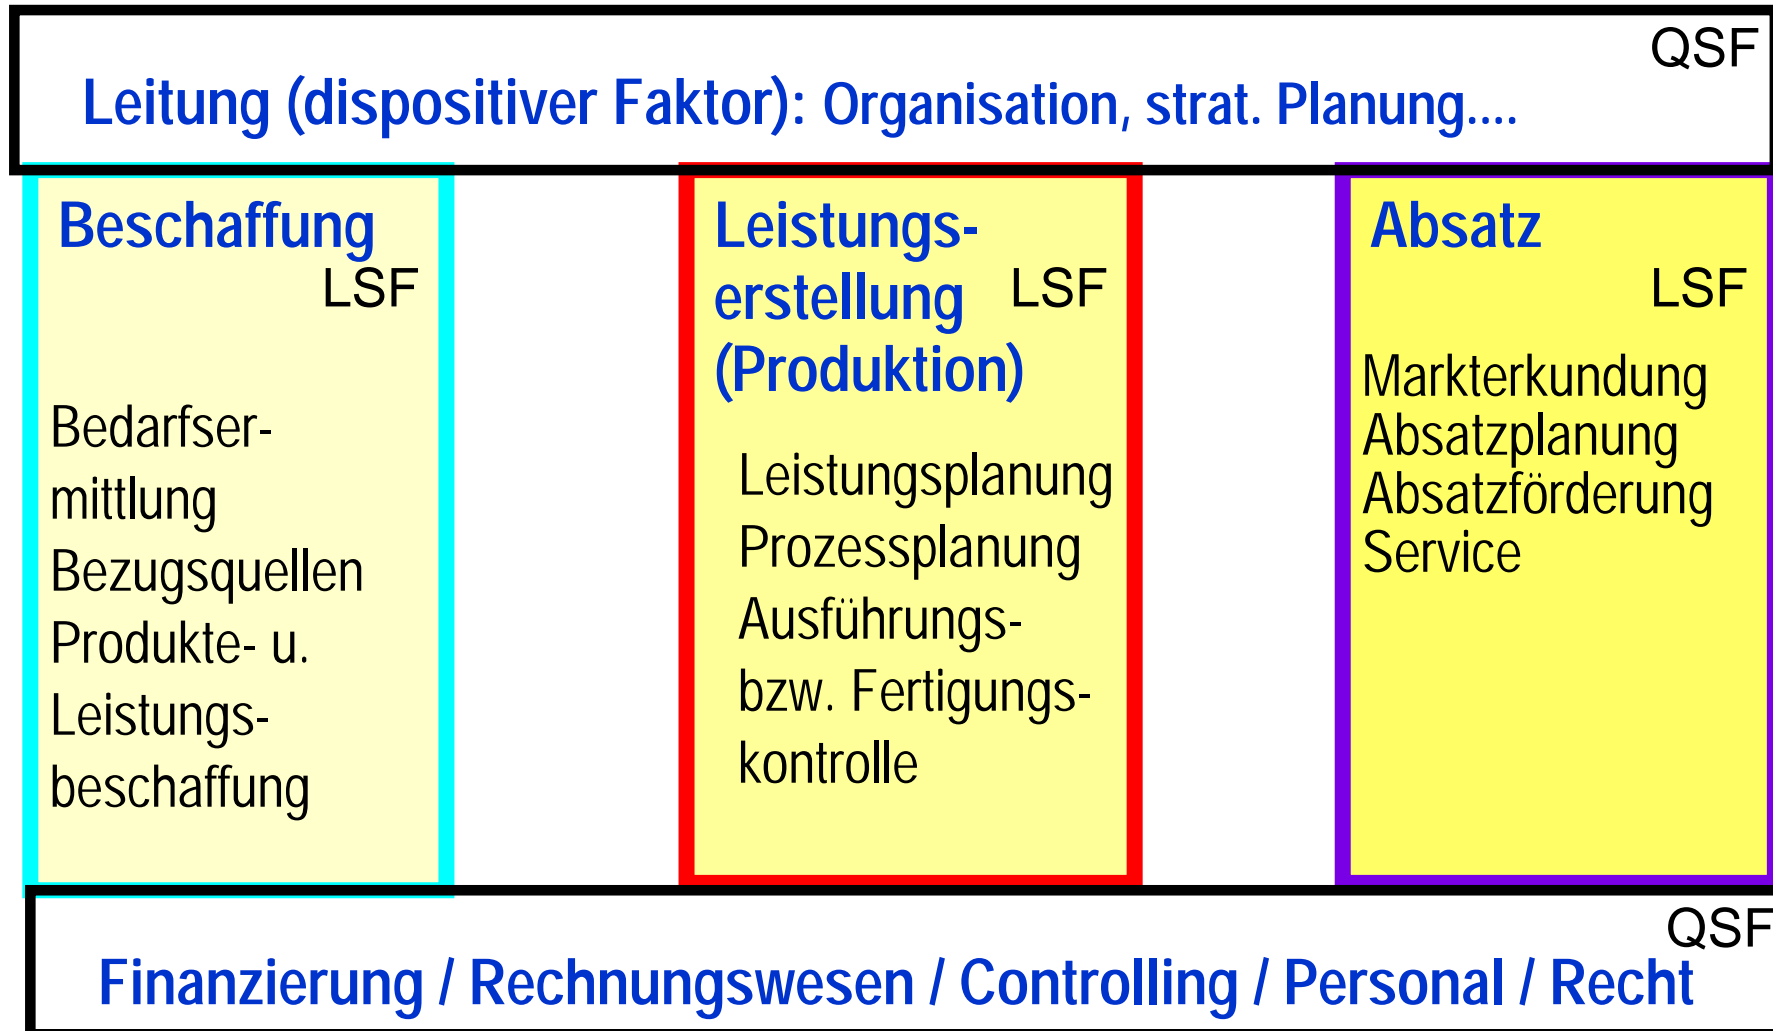 QSF
Leitung (dispositiver Faktor): Organisation, strat. Planung....
Beschaffung
LSF
Bedarfser-
mittlung
Bezugsquellen
Produkte- u.
Leistungs-
beschaffung
Leistungs-
erstellung LSF
(Produktion)
Leistungsplanung
Prozessplanung
Ausführungs-
bzw. Fertigungs-
kontrolle
Absatz
LSF
Markterkundung
Absatzplanung
Absatzförderung
Service
QSF
Finanzierung / Rechnungswesen / Controlling / Personal / Recht